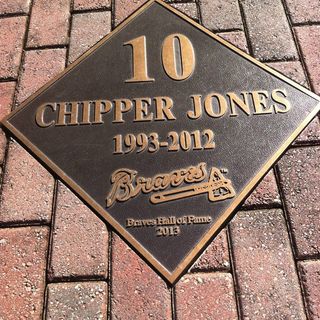 10
CHIPPER JONES
1993-2012
Braves
Braves Hall of Fame
2013